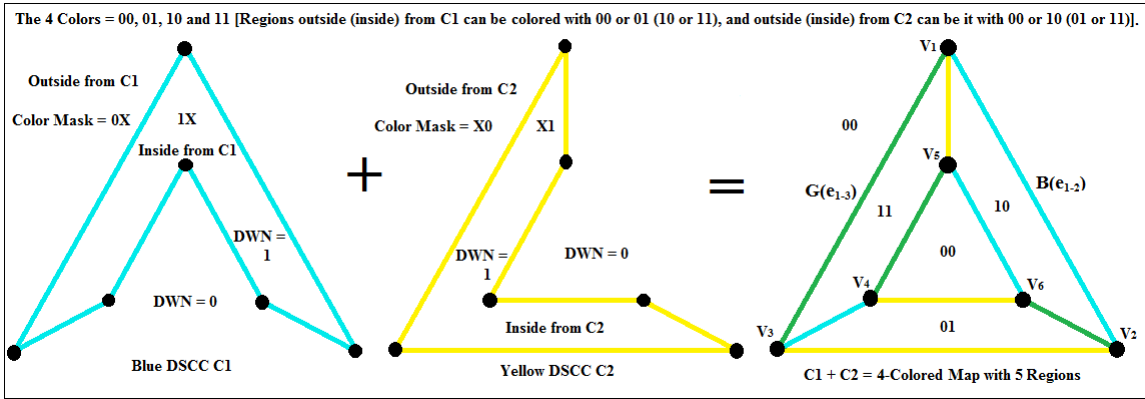 The 4 Colors = 00, 01, 10 and 11 [Regions outside (inside) from C1 can be colored with 00 or 01 (10 or 11), and outside (inside) from C2 can be it with 00 or 10 (01 or 11)].
Outside from C1
Color Mask = 0X
1X
Inside from C1
DWN =
1
DWN = 0
Blue DSCC C1
+
Outside from C2
Color Mask = X0
X1
DWN =
1
DWN = 0
Inside from C2
Yellow DSCC C2
=
V1
00
V5
G(e1-3)
B(e1-2)
11
10
00
V4
V6
01
V3
V2
C1 + C2 = 4-Colored Map with 5 Regions